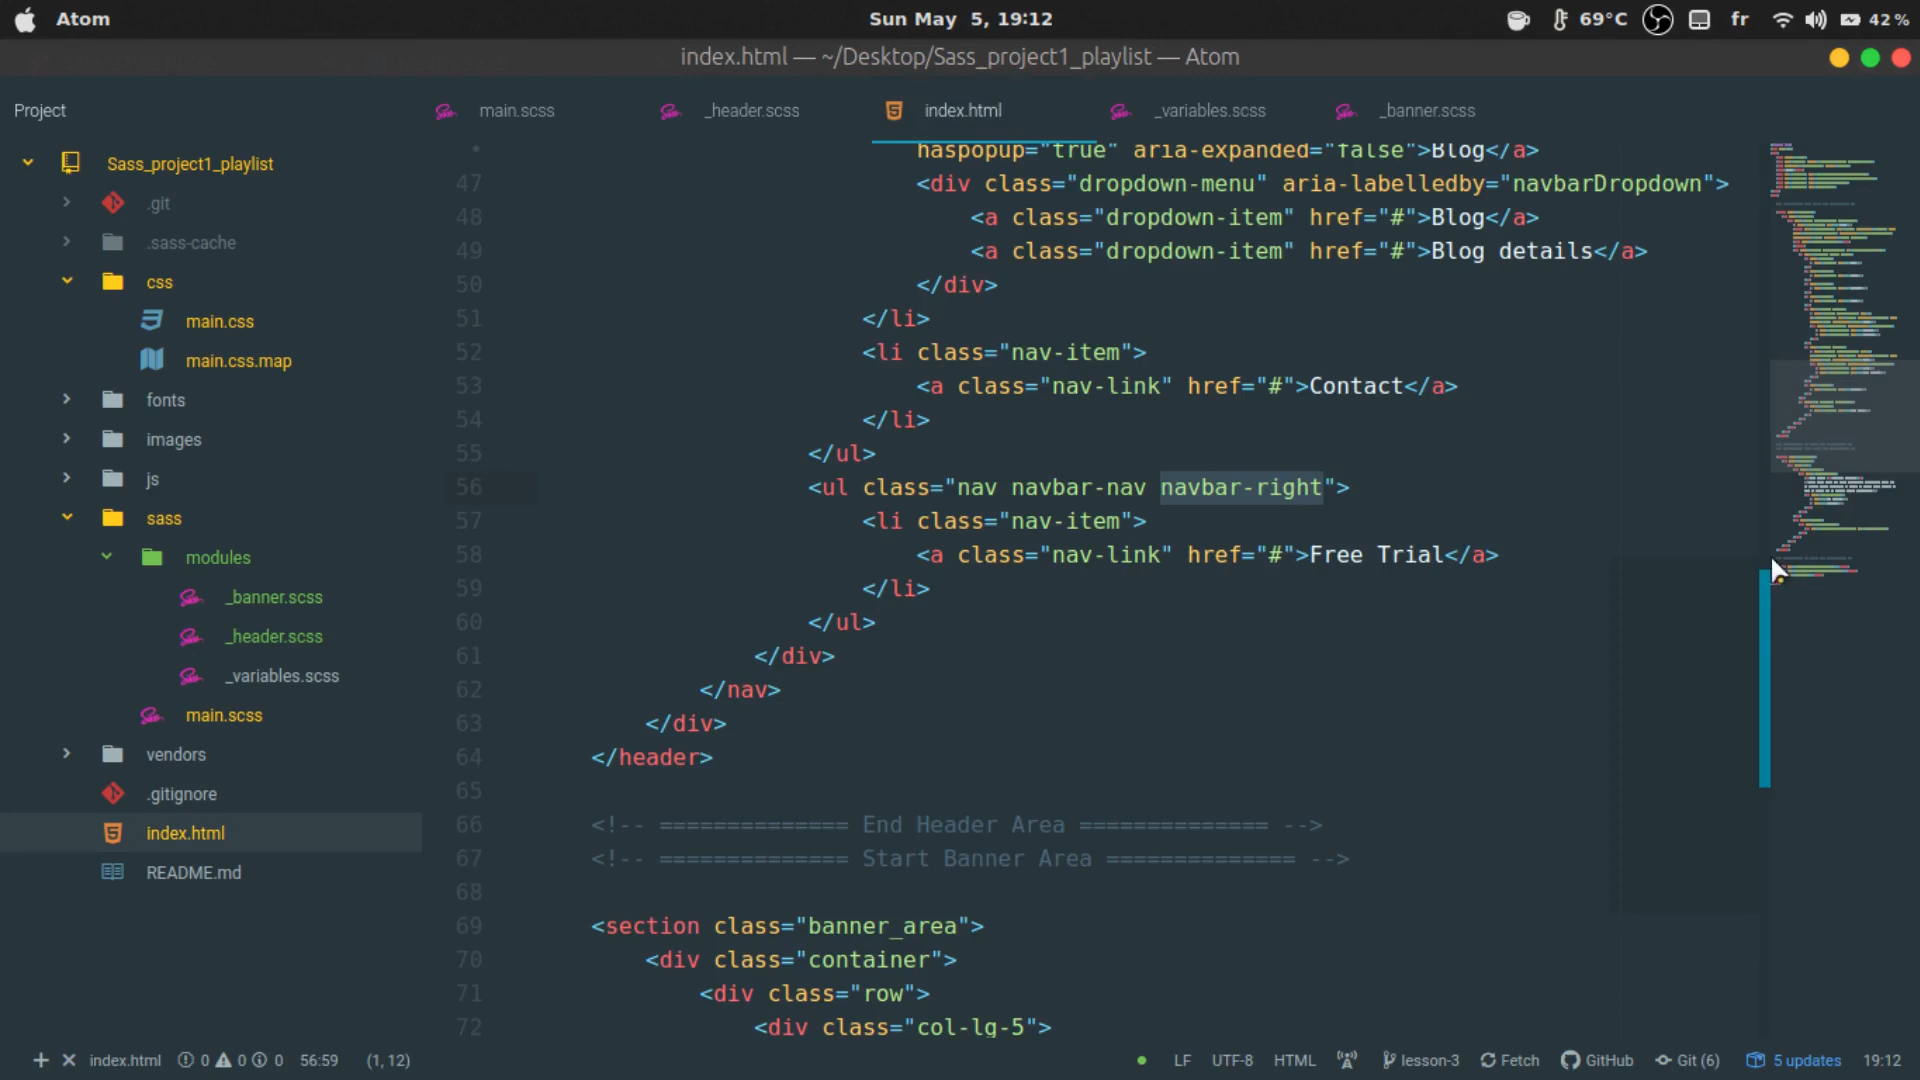 Atom
Sun May  5, 19:12
69°C
fr
42%
index.html — ~/Desktop/Sass_project1_playlist — Atom
Project
main.scss
_header.scss
index.html
_variables.scss
_banner.scss
Sass_project1_playlist
.git
.sass-cache
css
main.css
main.css.map
fonts
images
js
sass
modules
_banner.scss
_header.scss
_variables.scss
main.scss
vendors
.gitignore
index.html
README.md
haspopup="true" aria-expanded="false">Blog</a>
47 <div class="dropdown-menu" aria-labelledby="navbarDropdown">
48 <a class="dropdown-item" href="#">Blog</a>
49 <a class="dropdown-item" href="#">Blog details</a>
50 </div>
51 </li>
52 <li class="nav-item">
53 <a class="nav-link" href="#">Contact</a>
54 </li>
55 </ul>
56 <ul class="nav navbar-nav navbar-right">
57 <li class="nav-item">
58 <a class="nav-link" href="#">Free Trial</a>
59 </li>
60 </ul>
61 </div>
62 </nav>
63 </div>
64 </header>
65
66 <!-- ============== End Header Area ============== -->
67 <!-- ============== Start Banner Area ============== -->
68
69 <section class="banner_area">
70 <div class="container">
71 <div class="row">
72 <div class="col-lg-5">
index.html 0 0 0 56:59 (1, 12)
LF UTF-8 HTML lesson-3 Fetch GitHub Git (6) 5 updates 19:12